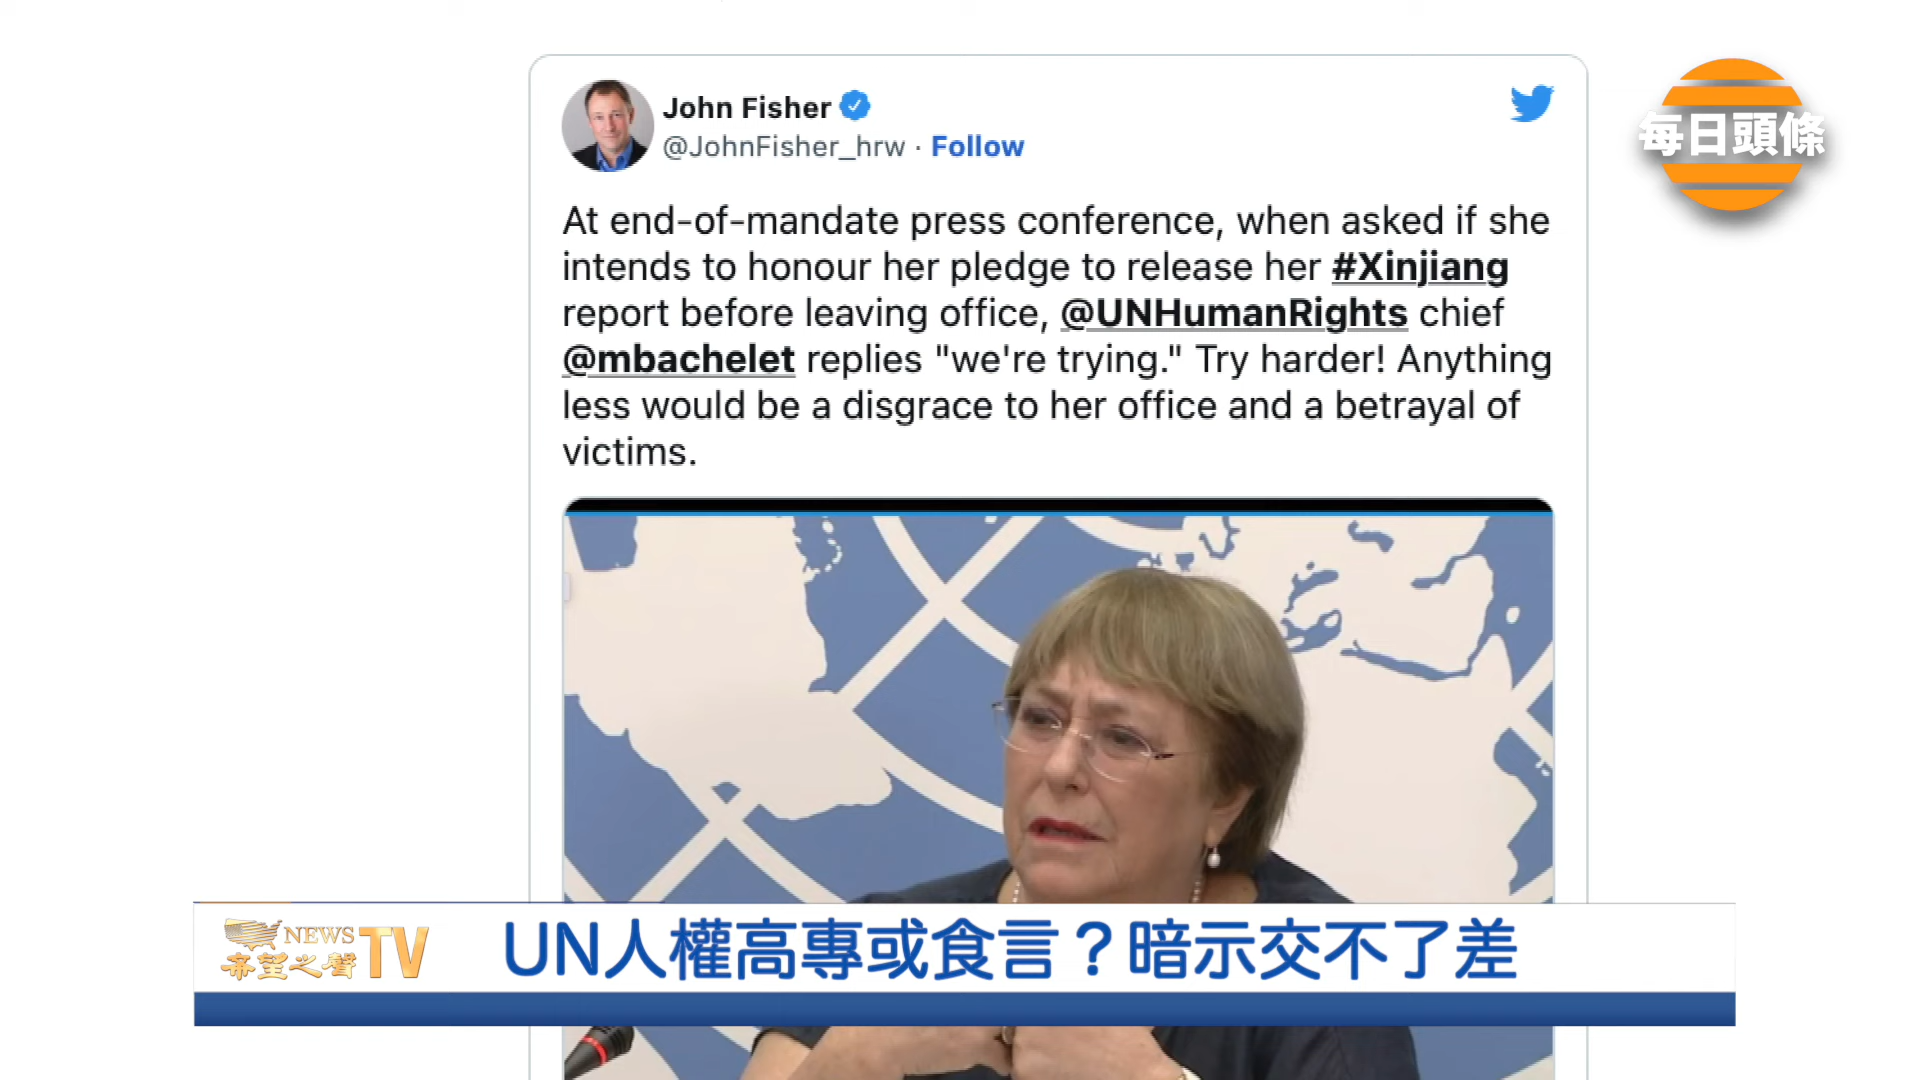 John Fisher
@JohnFisher_hrw · Follow
每日頭條
At end-of-mandate press conference, when asked if she
intends to honour her pledge to release her #Xinjiang
report before leaving office, @UNHumanRights chief
@mbachelet replies "we're trying." Try harder! Anything
less would be a disgrace to her office and a betrayal of
victims.
NEWS
希望之聲 TV
UN人權高專或食言？暗示交不了差